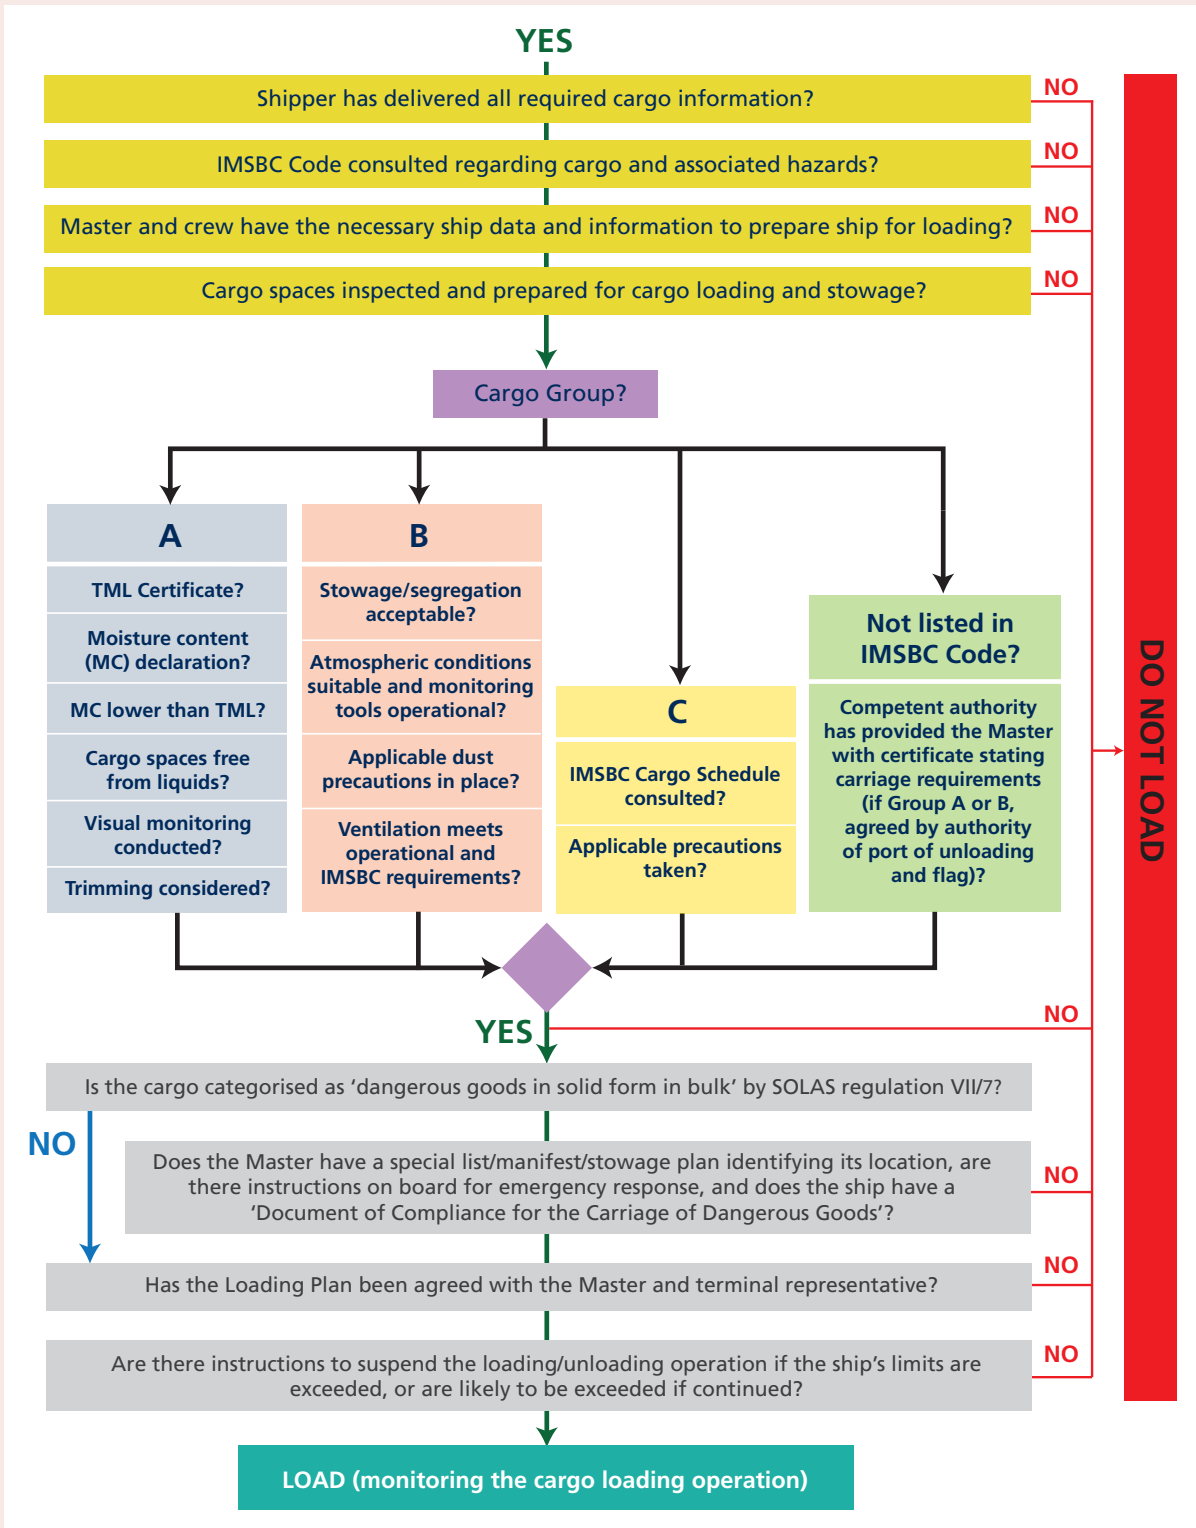 YES
Shipper has delivered all required cargo information?
NO
IMSBC Code consulted regarding cargo and associated hazards?
NO
Master and crew have the necessary ship data and information to prepare ship for loading?
NO
Cargo spaces inspected and prepared for cargo loading and stowage?
NO
Cargo Group?
A
TML Certificate?
Moisture content
(MC) declaration?
MC lower than TML?
Cargo spaces free
from liquids?
Visual monitoring
conducted?
Trimming considered?
B
Stowage/segregation
acceptable?
Atmospheric conditions
suitable and monitoring
tools operational?
Applicable dust
precautions in place?
Ventilation meets
operational and
IMSBC requirements?
C
IMSBC Cargo Schedule
consulted?
Applicable precautions
taken?
Not listed in
IMSBC Code?
Competent authority
has provided the Master
with certificate stating
carriage requirements
(if Group A or B,
agreed by authority
of port of unloading
and flag)?
DO NOT LOAD
NO
YES
Is the cargo categorised as ‘dangerous goods in solid form in bulk’ by SOLAS regulation VII/7?
NO
Does the Master have a special list/manifest/stowage plan identifying its location, are
there instructions on board for emergency response, and does the ship have a
‘Document of Compliance for the Carriage of Dangerous Goods’?
NO
Has the Loading Plan been agreed with the Master and terminal representative?
NO
Are there instructions to suspend the loading/unloading operation if the ship’s limits are
exceeded, or are likely to be exceeded if continued?
NO
LOAD (monitoring the cargo loading operation)